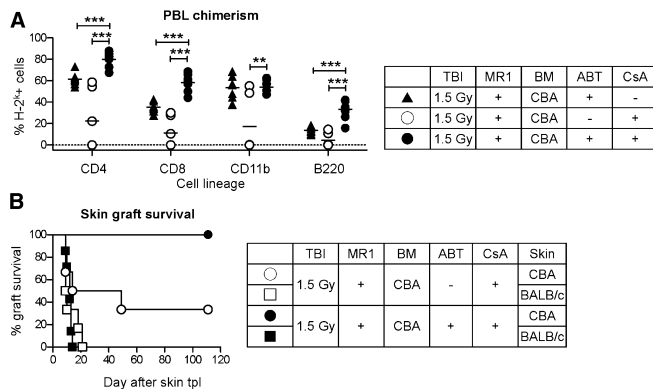 A
PBL chimerism
% H-2ᵏ+ cells
100
80
60
40
20
0
***
***
***
***
**
***
***
CD4 CD8 CD11b B220
Cell lineage
TBI MR1 BM ABT CsA
▲ 1.5 Gy + CBA + -
○ 1.5 Gy + CBA - +
● 1.5 Gy + CBA + +
B
Skin graft survival
% graft survival
100
80
60
40
20
0
0 20 40 60 80 100 120
Day after skin tpl
TBI MR1 BM ABT CsA Skin
○ 1.5 Gy + CBA - + CBA
□ BALB/c
● 1.5 Gy + CBA + + CBA
■ BALB/c